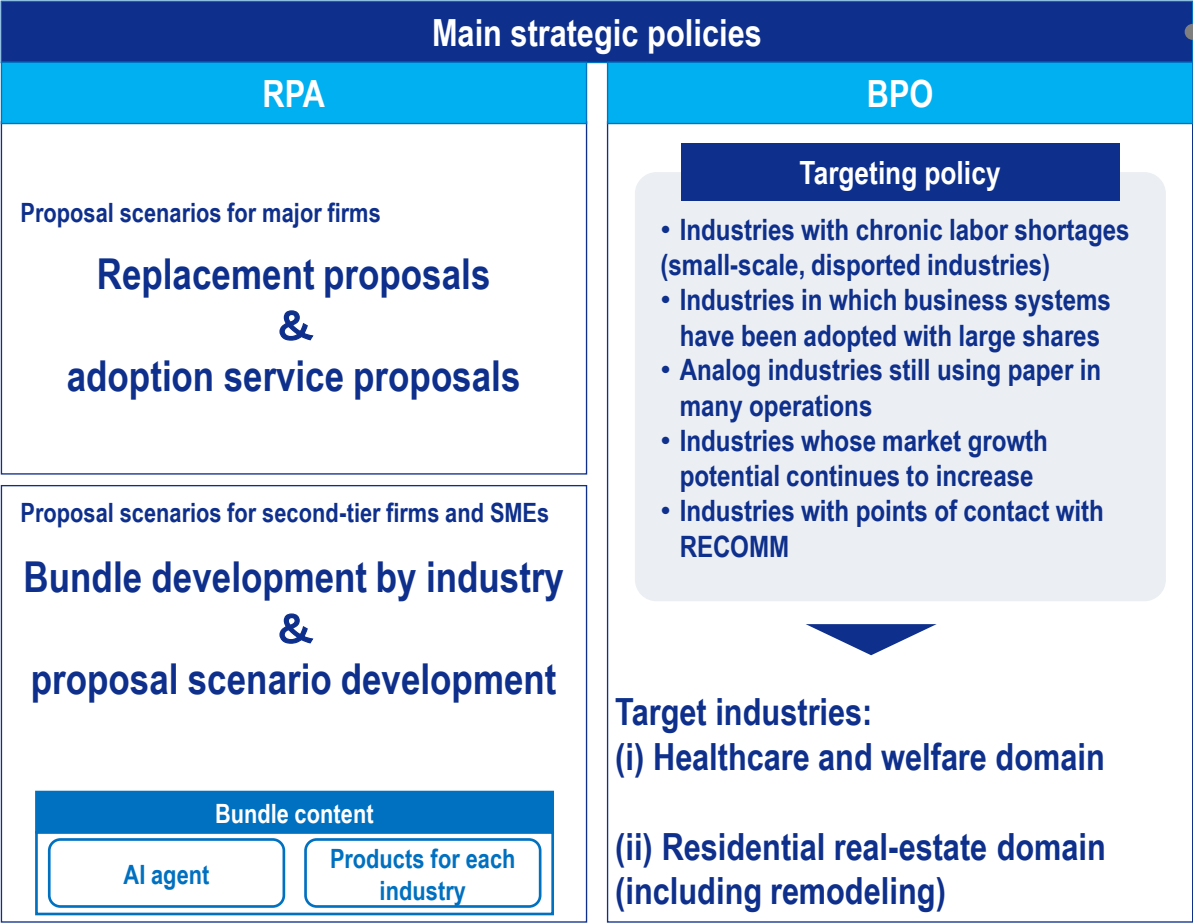 Main strategic policies
RPA
Proposal scenarios for major firms
Replacement proposals
&
adoption service proposals
Proposal scenarios for second-tier firms and SMEs
Bundle development by industry
&
proposal scenario development
Bundle content
AI agent
Products for each
industry
BPO
Targeting policy
• Industries with chronic labor shortages
(small-scale, disported industries)
• Industries in which business systems
have been adopted with large shares
• Analog industries still using paper in
many operations
• Industries whose market growth
potential continues to increase
• Industries with points of contact with
RECOMM
Target industries:
(i) Healthcare and welfare domain
(ii) Residential real-estate domain
(including remodeling)